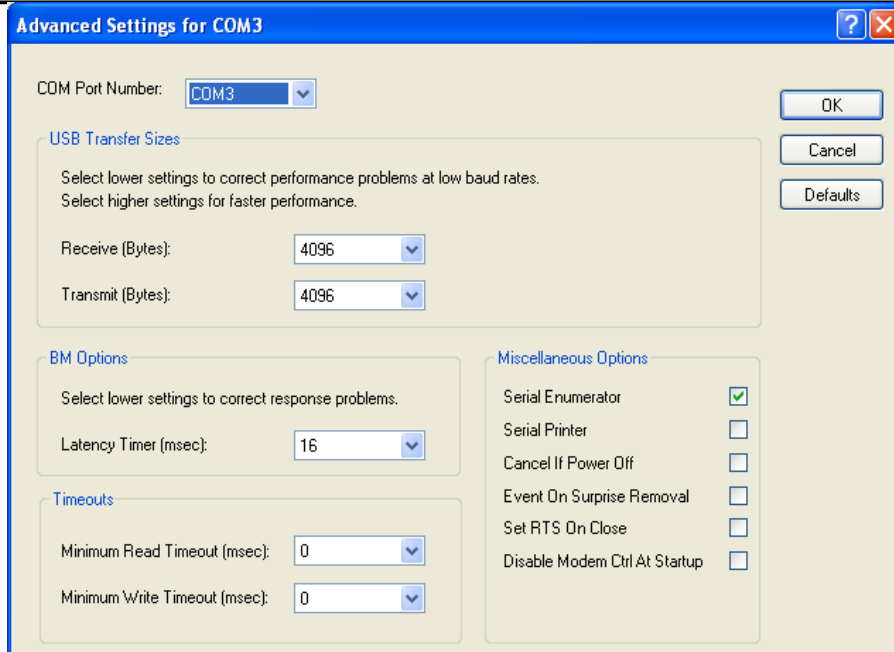 Advanced Settings for COM3
?
COM Port Number: COM3
OK
USB Transfer Sizes
Cancel
Select lower settings to correct performance problems at low baud rates.
Defaults
Select higher settings for faster performance.
Receive (Bytes): 4096
Transmit (Bytes): 4096
BM Options
Select lower settings to correct response problems.
Latency Timer (msec): 16
Timeouts
Minimum Read Timeout (msec): 0
Minimum Write Timeout (msec): 0
Miscellaneous Options
Serial Enumerator
Serial Printer
Cancel If Power Off
Event On Surprise Removal
Set RTS On Close
Disable Modem Ctrl At Startup